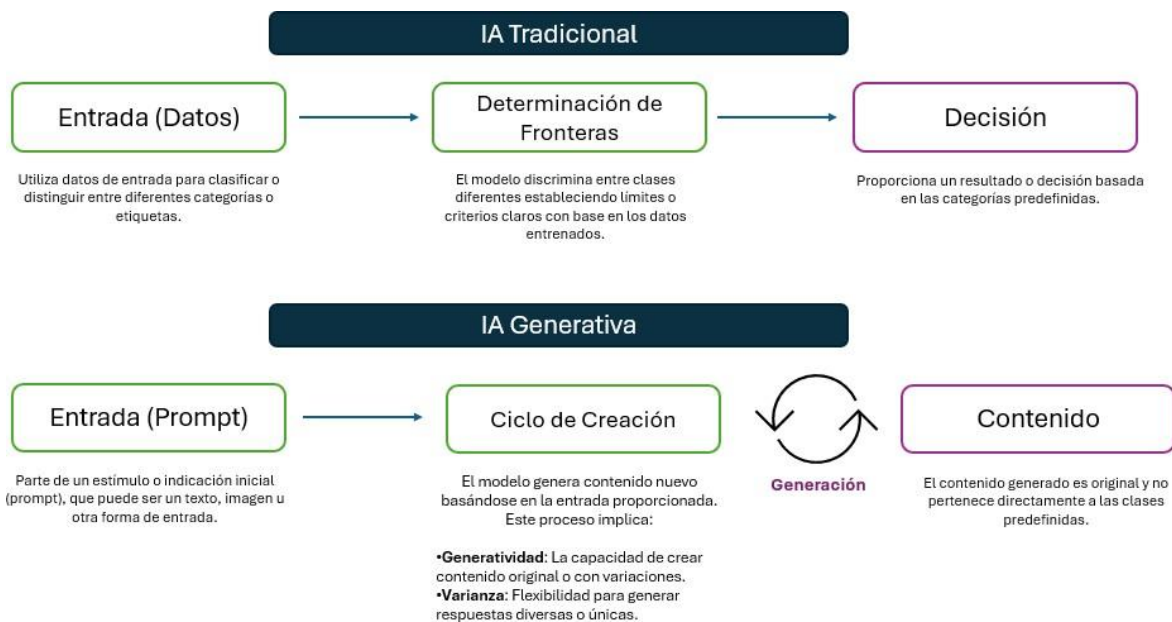 IA Tradicional
Entrada (Datos)
Determinación de
Fronteras
Decisión
Utiliza datos de entrada para clasificar o
distinguir entre diferentes categorías o
etiquetas.
El modelo discrimina entre clases
diferentes estableciendo límites o
criterios claros con base en los datos
entrenados.
Proporciona un resultado o decisión basada
en las categorías predefinidas.
IA Generativa
Entrada (Prompt)
Ciclo de Creación
Generación
Contenido
Parte de un estímulo o indicación inicial
(prompt), que puede ser un texto, imagen u
otra forma de entrada.
El modelo genera contenido nuevo
basándose en la entrada proporcionada.
Este proceso implica:
•Generatividad: La capacidad de crear
contenido original o con variaciones.
•Varianza: Flexibilidad para generar
respuestas diversas o únicas.
El contenido generado es original y no
pertenece directamente a las clases
predefinidas.